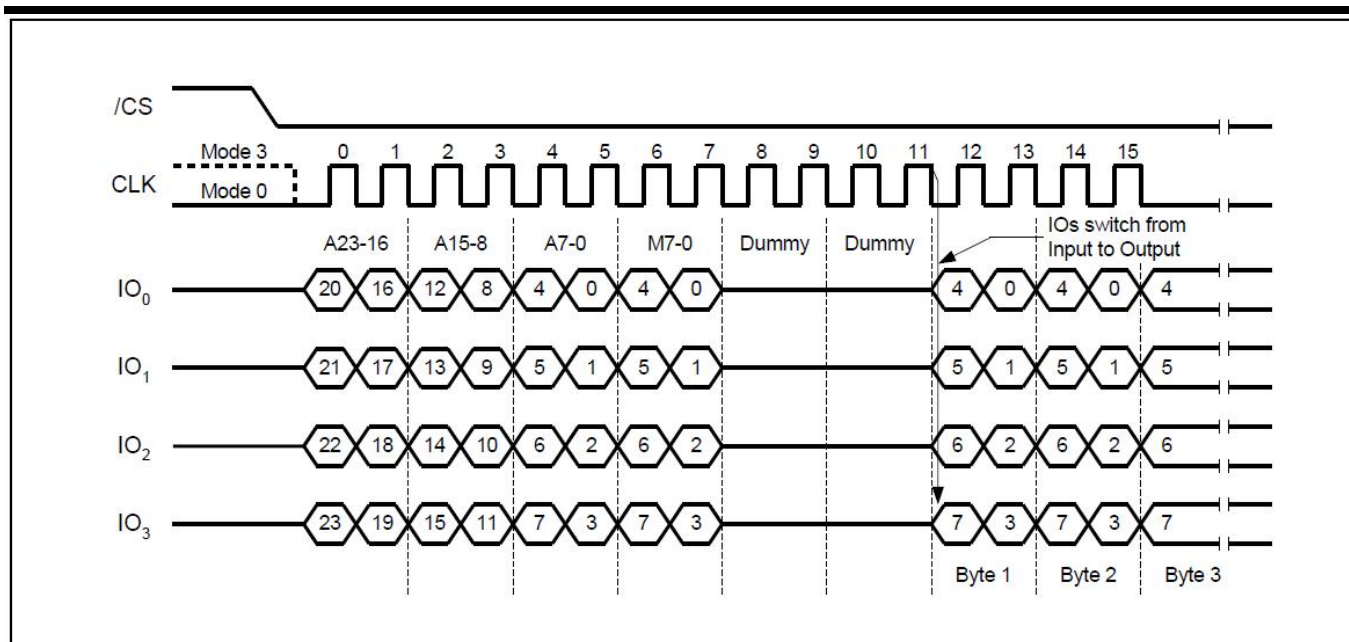 /CS
Mode 3 0 1 2 3 4 5 6 7 8 9 10 11 12 13 14 15
CLK
Mode 0
A23-16 A15-8 A7-0 M7-0 Dummy Dummy
IOs switch from
Input to Output
IO0 20 16 12 8 4 0 4 0 4 0 4 0 4
IO1 21 17 13 9 5 1 5 1 5 1 5 1 5
IO2 22 18 14 10 6 2 6 2 6 2 6 2 6
IO3 23 19 15 11 7 3 7 3 7 3 7 3 7
Byte 1 Byte 2 Byte 3